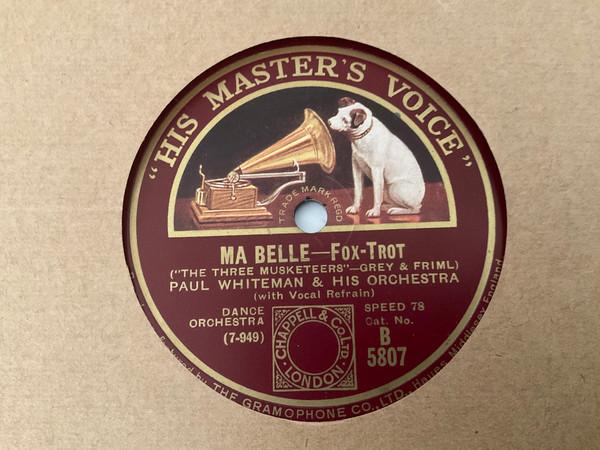 "HIS MASTER'S VOICE"
TRADE MARK REGD
MA BELLE—FOX-TROT
("THE THREE MUSKETEERS"—GREY & FRIML)
PAUL WHITEMAN & HIS ORCHESTRA
(with Vocal Refrain)
DANCE
ORCHESTRA
(7-949)
CHAPPELL & CO LTD
LONDON
SPEED 78
Cat. No.
B
5807
by THE GRAMOPHONE CO., LTD., Hayes, Middlesex, England